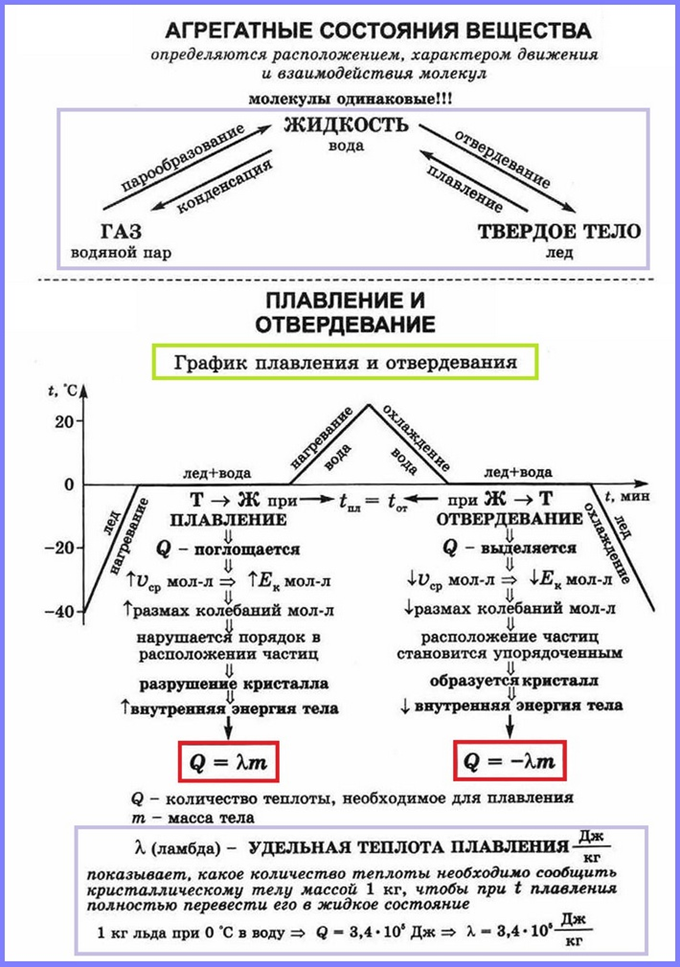 АГРЕГАТНЫЕ СОСТОЯНИЯ ВЕЩЕСТВА
определяются расположением, характером движения
и взаимодействия молекул
молекулы одинаковые!!!
ЖИДКОСТЬ
вода
парообразование
конденсация
отвердевание
плавление
ГАЗ
водяной пар
ТВЕРДОЕ ТЕЛО
лед
ПЛАВЛЕНИЕ И
ОТВЕРДЕВАНИЕ
График плавления и отвердевания
t, °C
20
0
−20
−40
лед
нагревание
лед+вода
нагревание
вода
охлаждение
вода
лед+вода
лед
охлаждение
t, мин
Т → Ж при → tпл = tот ← при Ж → Т
ПЛАВЛЕНИЕ
⇓
Q – поглощается
⇓
↑υср мол-л ⇒ ↑Eк мол-л
⇓
↑размах колебаний мол-л
⇓
нарушается порядок в
расположении частиц
⇓
разрушение кристалла
⇓
↑внутренняя энергия тела
Q = λm
ОТВЕРДЕВАНИЕ
⇓
Q – выделяется
⇓
↓υср мол-л ⇒ ↓Eк мол-л
⇓
↓размах колебаний мол-л
⇓
расположение частиц
становится упорядоченным
⇓
образуется кристалл
⇓
↓ внутренняя энергия тела
Q = −λm
Q – количество теплоты, необходимое для плавления
m – масса тела
λ (ламбда) – УДЕЛЬНАЯ ТЕПЛОТА ПЛАВЛЕНИЯ Дж/кг
показывает, какое количество теплоты необходимо сообщить
кристаллическому телу массой 1 кг, чтобы при t плавления
полностью перевести его в жидкое состояние
1 кг льда при 0 °С в воду ⇒ Q = 3,4·10⁵ Дж ⇒ λ = 3,4·10⁵ Дж/кг